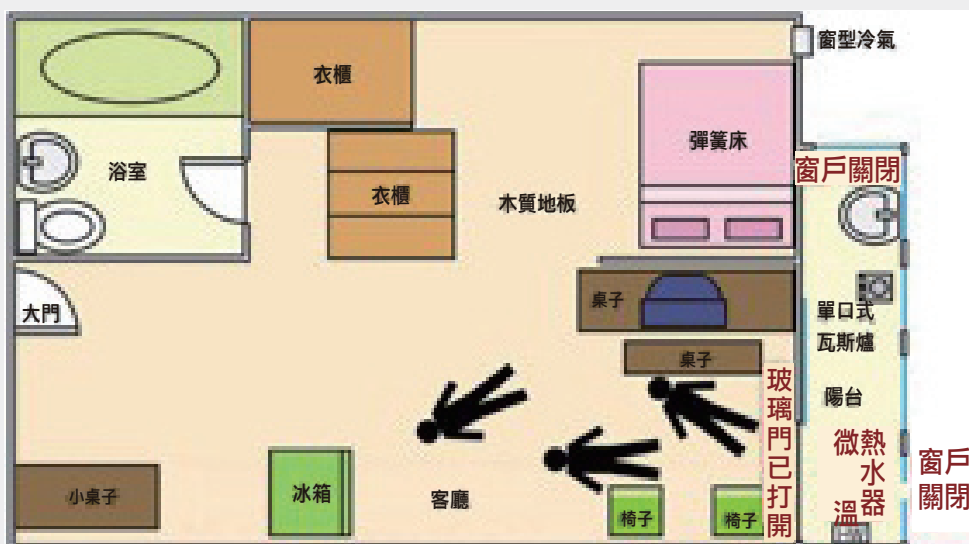 窗型冷氣
衣櫃
彈簧床
浴室
窗戶關閉
衣櫃
木質地板
桌子
大門
單口式
瓦斯爐
桌子
玻璃門已打開
陽台
熱水器
微溫
窗戶
關閉
小桌子
冰箱
客廳
椅子
椅子